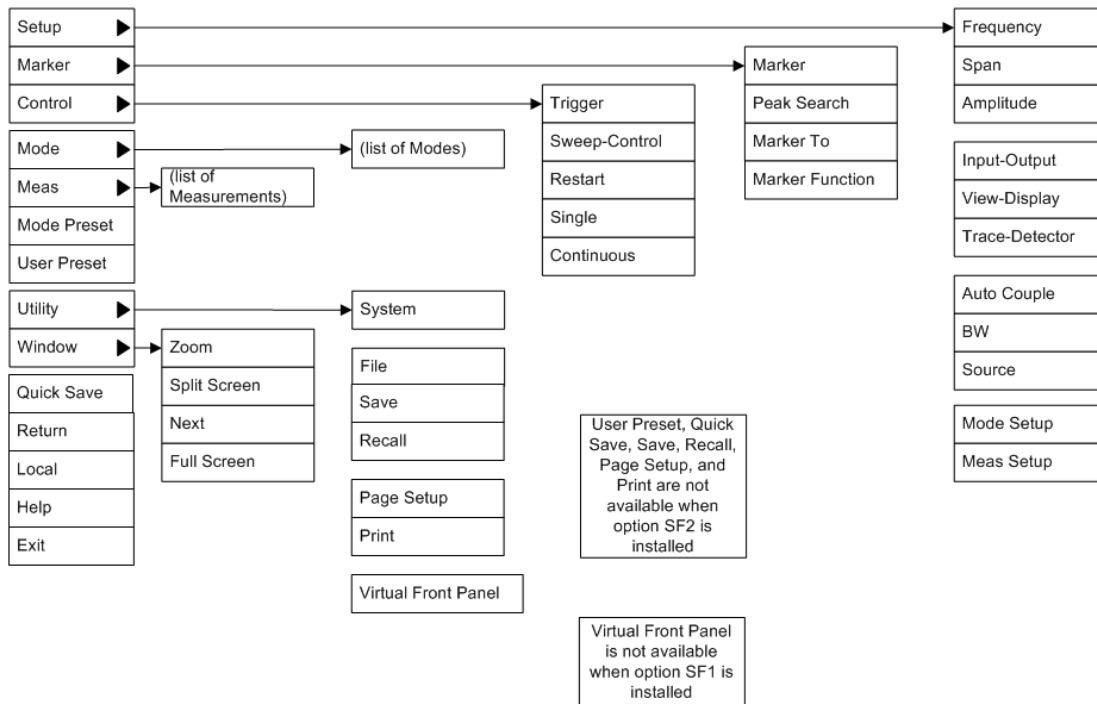 Setup
Marker
Control
Mode
Meas
Mode Preset
User Preset
Utility
Window
Quick Save
Return
Local
Help
Exit
(list of
Measurements)
Zoom
Split Screen
Next
Full Screen
(list of Modes)
System
File
Save
Recall
Page Setup
Print
Virtual Front Panel
Trigger
Sweep-Control
Restart
Single
Continuous
User Preset, Quick
Save, Save, Recall,
Page Setup, and
Print are not
available when
option SF2 is
installed
Virtual Front Panel
is not available
when option SF1 is
installed
Marker
Peak Search
Marker To
Marker Function
Frequency
Span
Amplitude
Input-Output
View-Display
Trace-Detector
Auto Couple
BW
Source
Mode Setup
Meas Setup